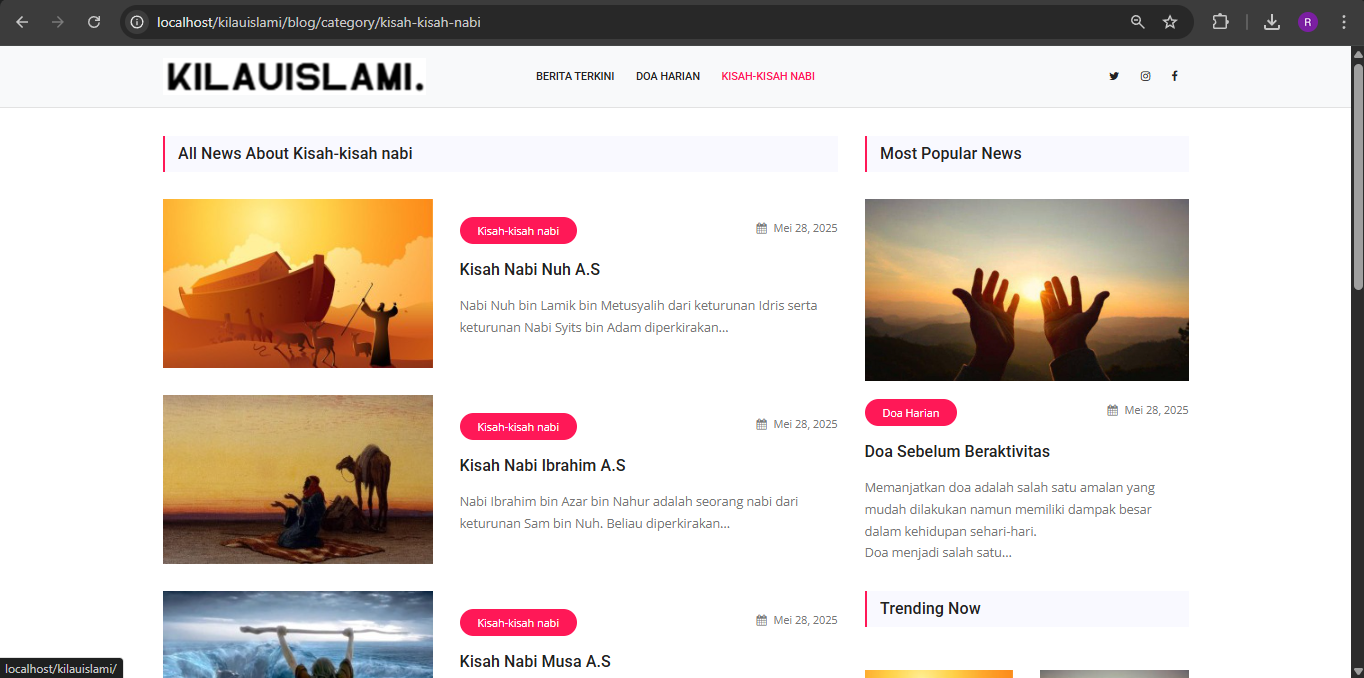 localhost/kilauislami/blog/category/kisah-kisah-nabi
R
KILAUISLAMI.
BERITA TERKINI
DOA HARIAN
KISAH-KISAH NABI
All News About Kisah-kisah nabi
Kisah-kisah nabi
Mei 28, 2025
Kisah Nabi Nuh A.S
Nabi Nuh bin Lamik bin Metusyalih dari keturunan Idris serta
keturunan Nabi Syits bin Adam diperkirakan...
Kisah-kisah nabi
Mei 28, 2025
Kisah Nabi Ibrahim A.S
Nabi Ibrahim bin Azar bin Nahur adalah seorang nabi dari
keturunan Sam bin Nuh. Beliau diperkirakan...
Kisah-kisah nabi
Mei 28, 2025
Kisah Nabi Musa A.S
Most Popular News
Doa Harian
Mei 28, 2025
Doa Sebelum Beraktivitas
Memanjatkan doa adalah salah satu amalan yang
mudah dilakukan namun memiliki dampak besar
dalam kehidupan sehari-hari.
Doa menjadi salah satu...
Trending Now
localhost/kilauislami/